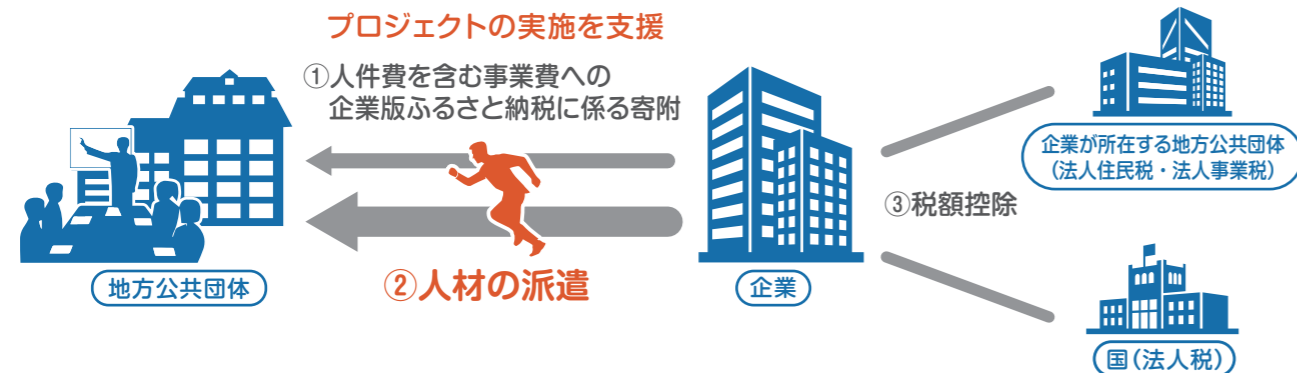 プロジェクトの実施を支援
①人件費を含む事業費への
企業版ふるさと納税に係る寄附
②人材の派遣
地方公共団体
企業
③税額控除
企業が所在する地方公共団体
（法人住民税・法人事業税）
国（法人税）